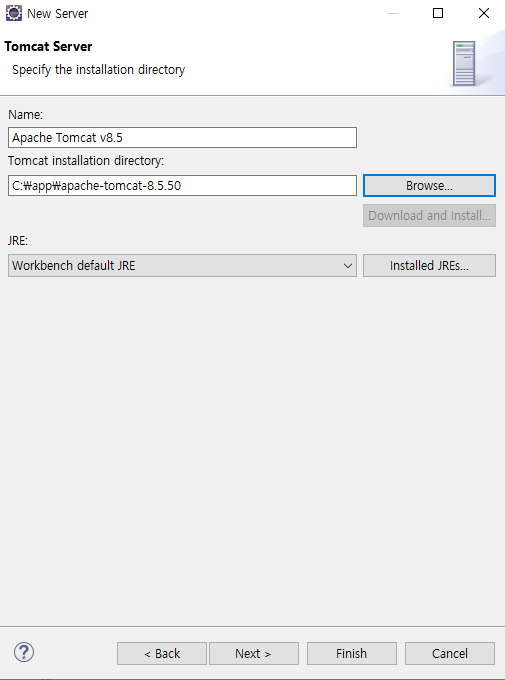 New Server
Tomcat Server
Specify the installation directory
Name:
Apache Tomcat v8.5
Tomcat installation directory:
C:₩app₩apache-tomcat-8.5.50
Browse...
Download and Install...
JRE:
Workbench default JRE
Installed JREs...
?
< Back
Next >
Finish
Cancel